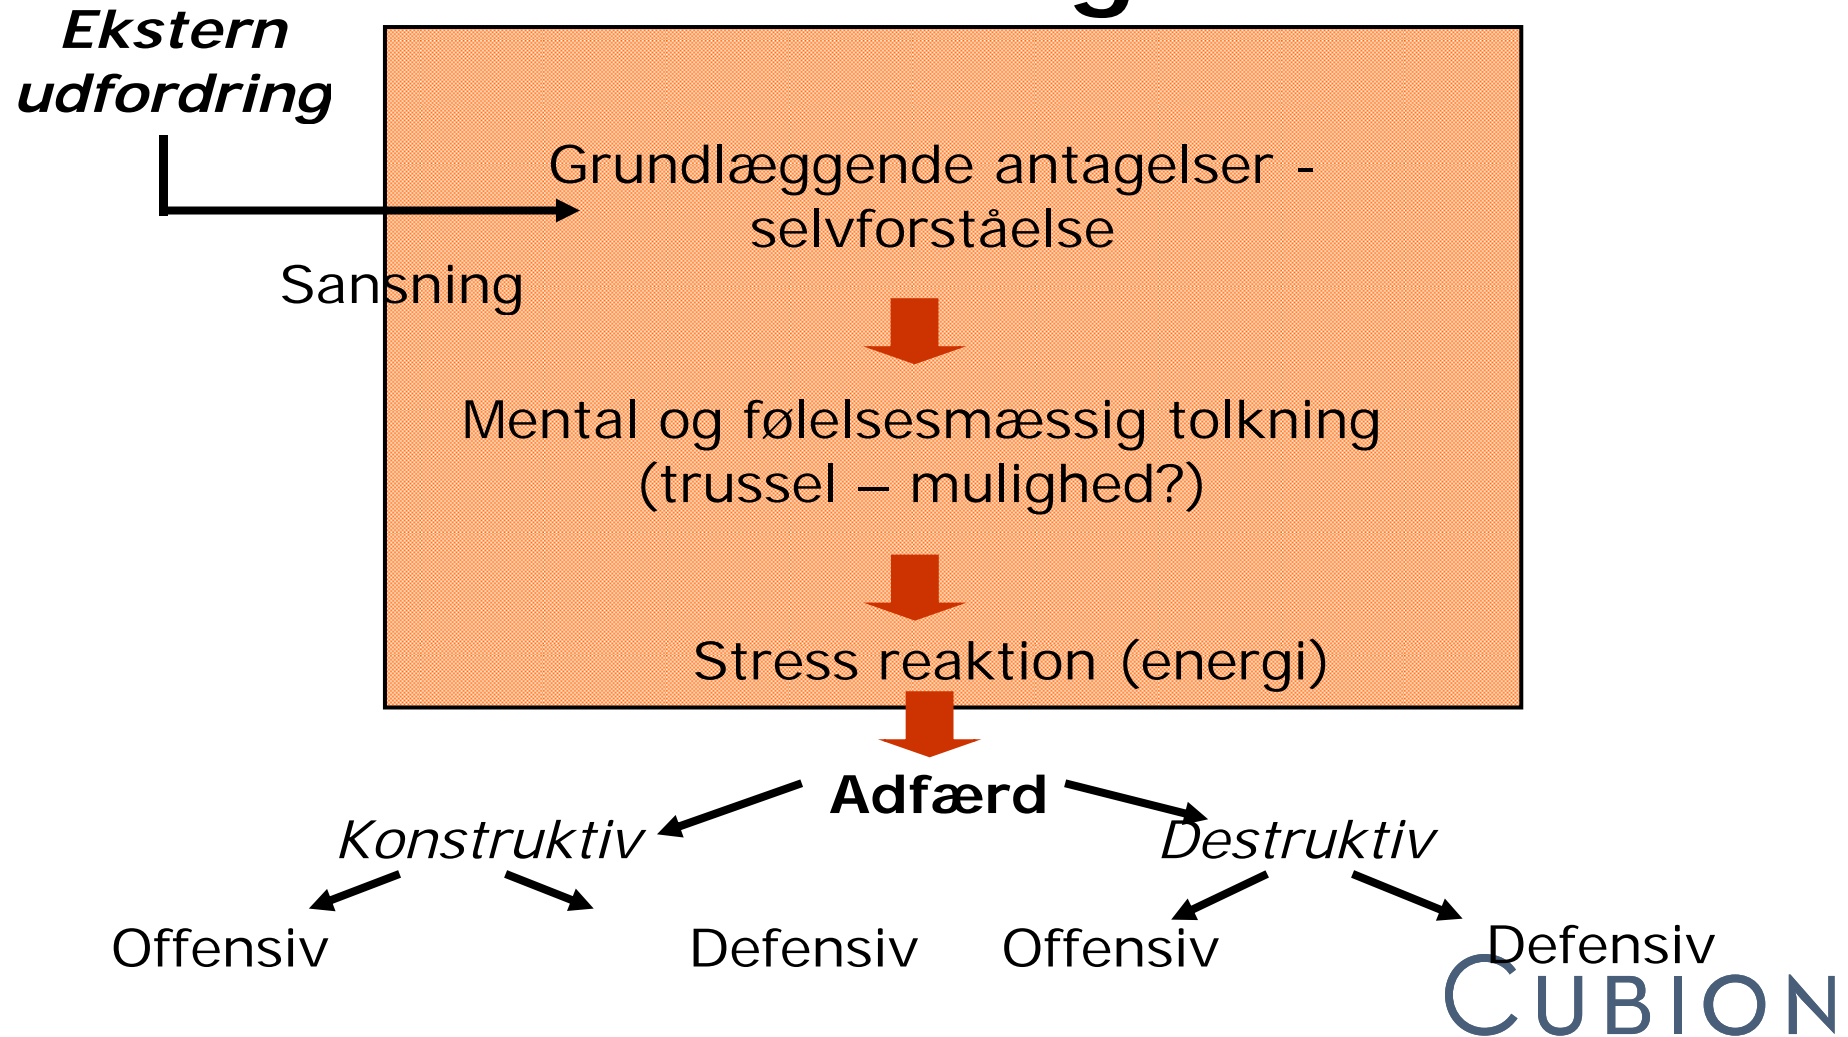 Ekstern
udfordring
Grundlæggende antagelser -
selvforståelse
Sansning
Mental og følelsesmæssig tolkning
(trussel – mulighed?)
Stress reaktion (energi)
Adfærd
Konstruktiv
Destruktiv
Offensiv
Defensiv
Offensiv
Defensiv
CUBION